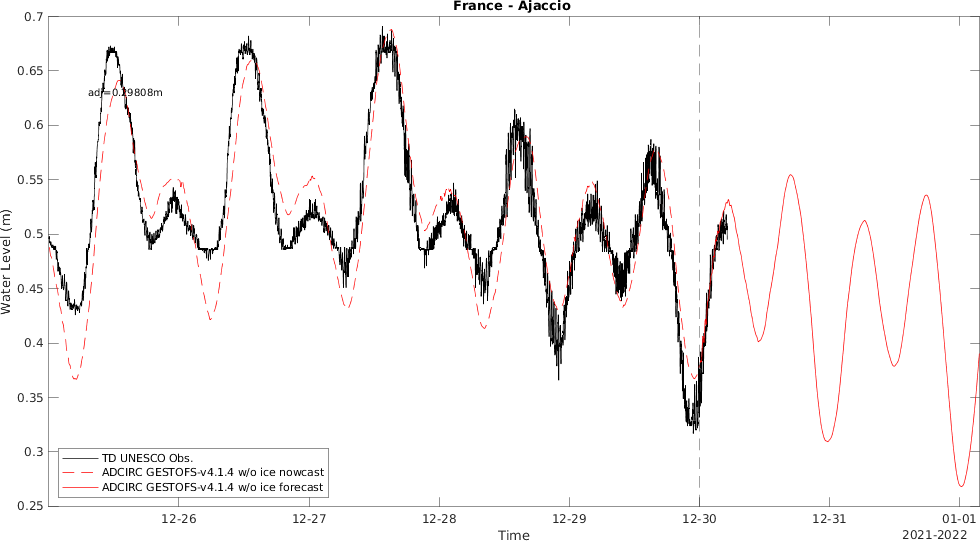 France - Ajaccio
0.7
0.65
0.6
0.55
0.5
0.45
0.4
0.35
0.3
0.25
Water Level (m)
adj=0.29808m
TD UNESCO Obs.
ADCIRC GESTOFS-v4.1.4 w/o ice nowcast
ADCIRC GESTOFS-v4.1.4 w/o ice forecast
12-26 12-27 12-28 12-29 12-30 12-31 01-01
Time
2021-2022